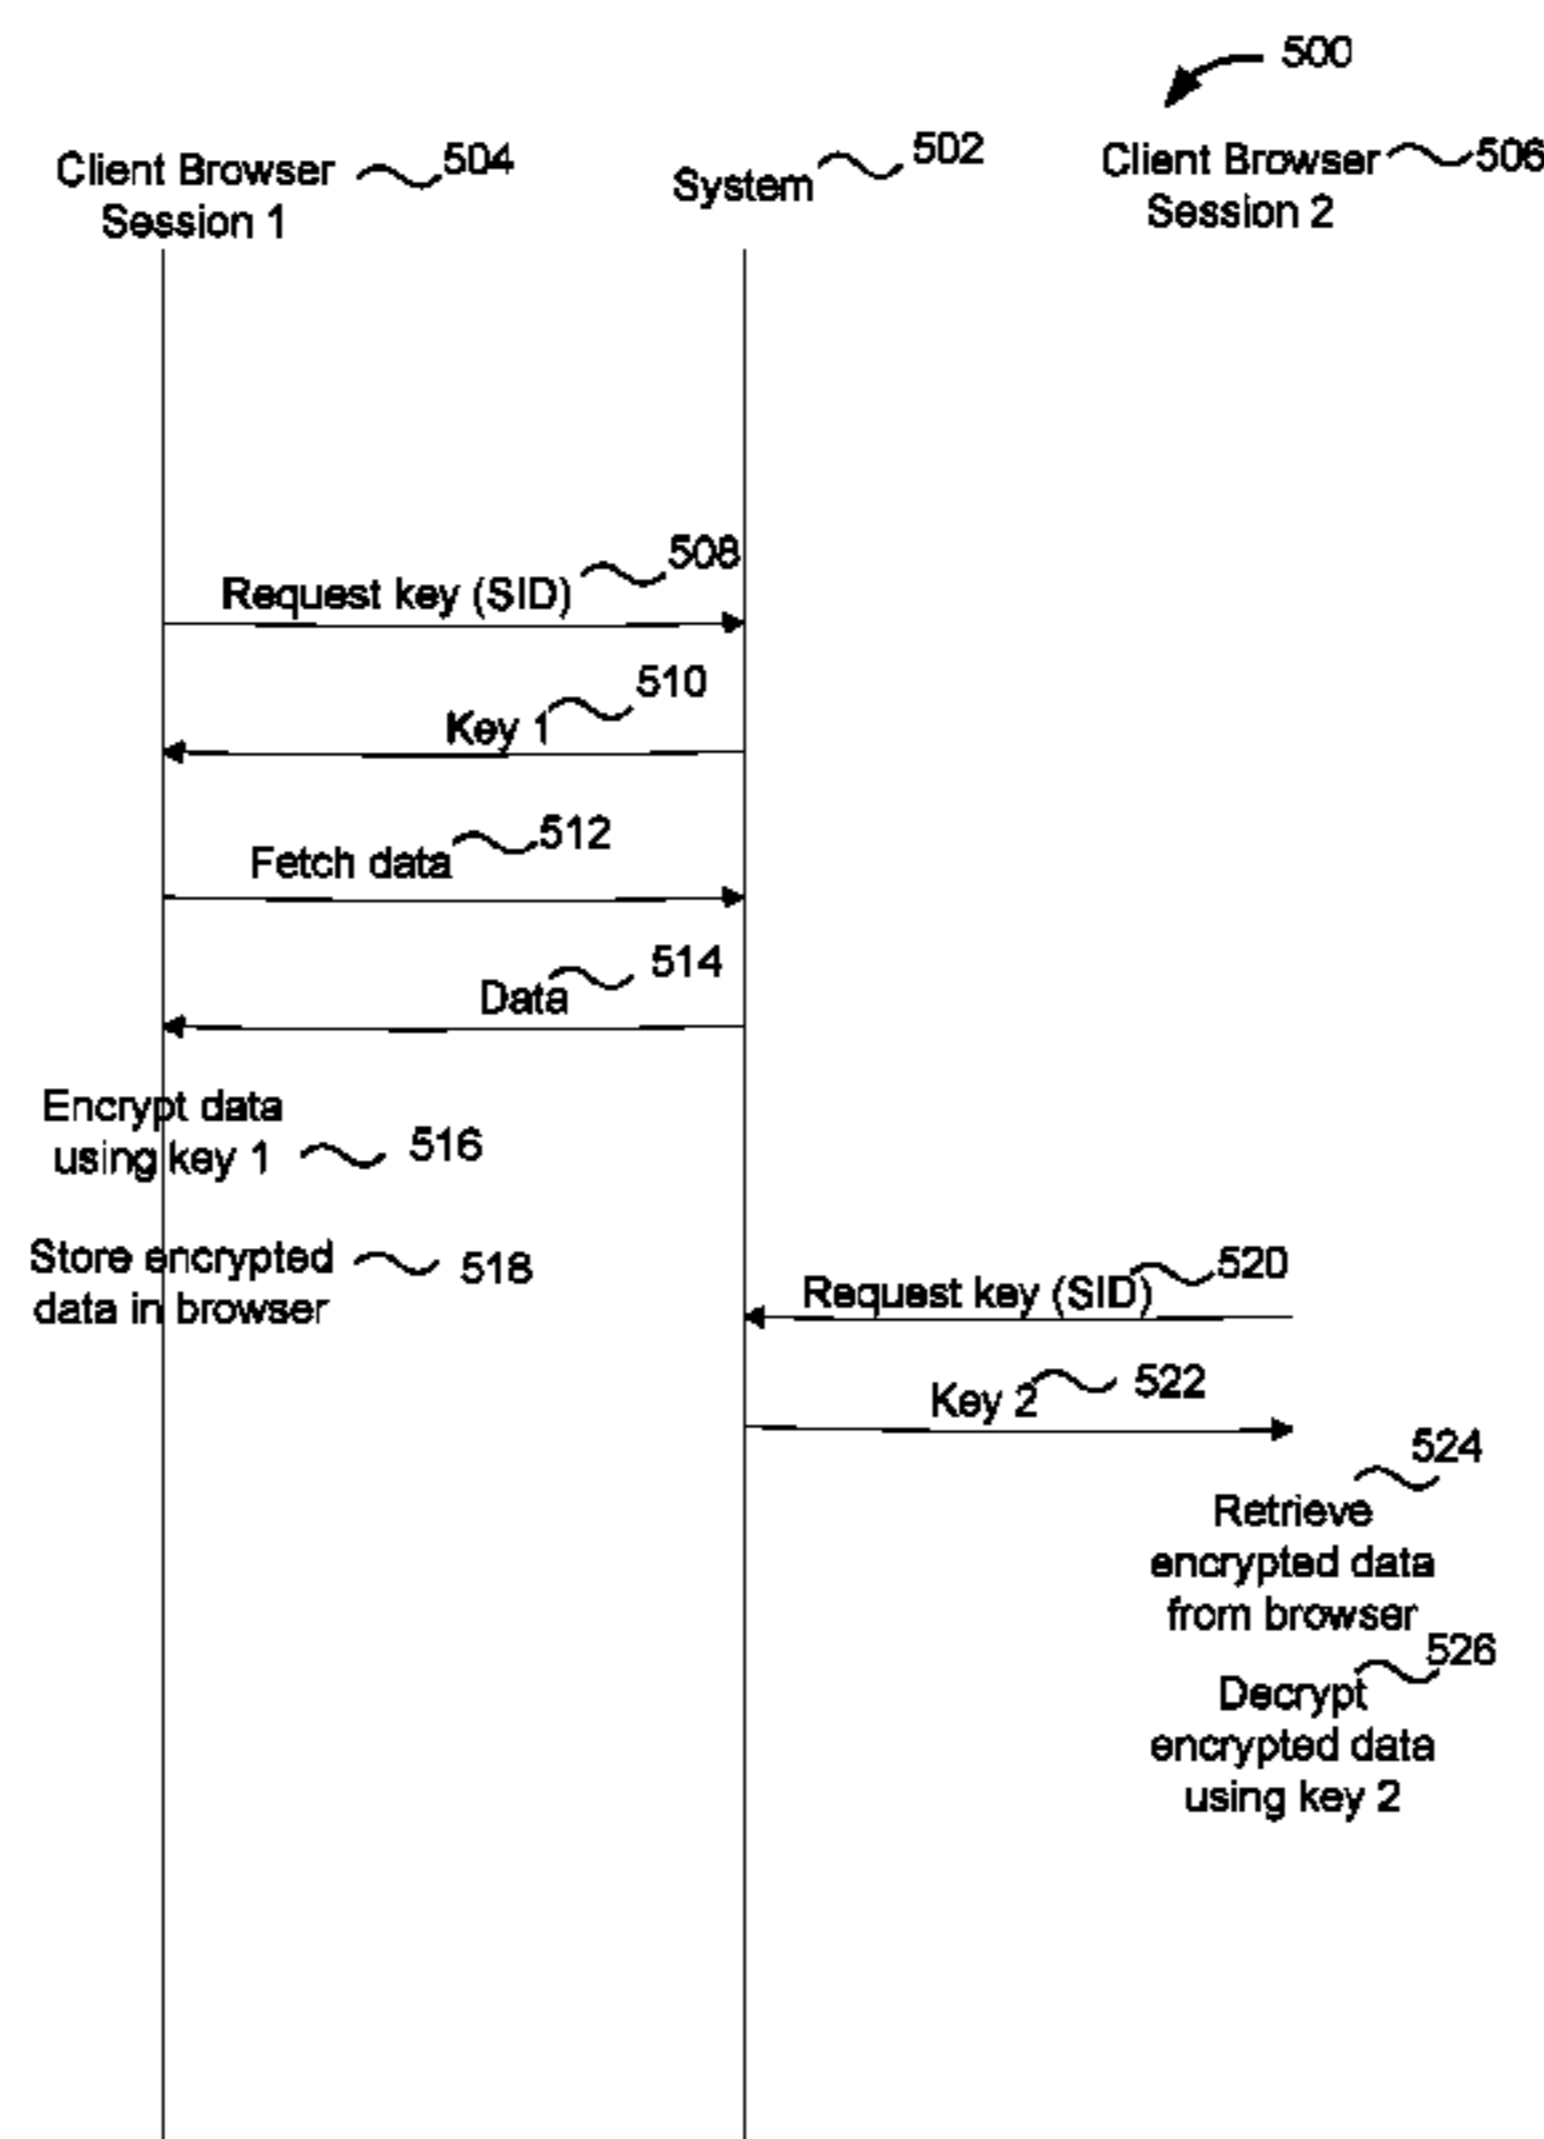 500
Client Browser 504
Session 1
System 502
Client Browser 506
Session 2
Request key (SID) 508
Key 1 510
Fetch data 512
Data 514
Encrypt data
using key 1 516
Store encrypted 518
data in browser
Request key (SID) 520
Key 2 522
524
Retrieve
encrypted data
from browser
526
Decrypt
encrypted data
using key 2